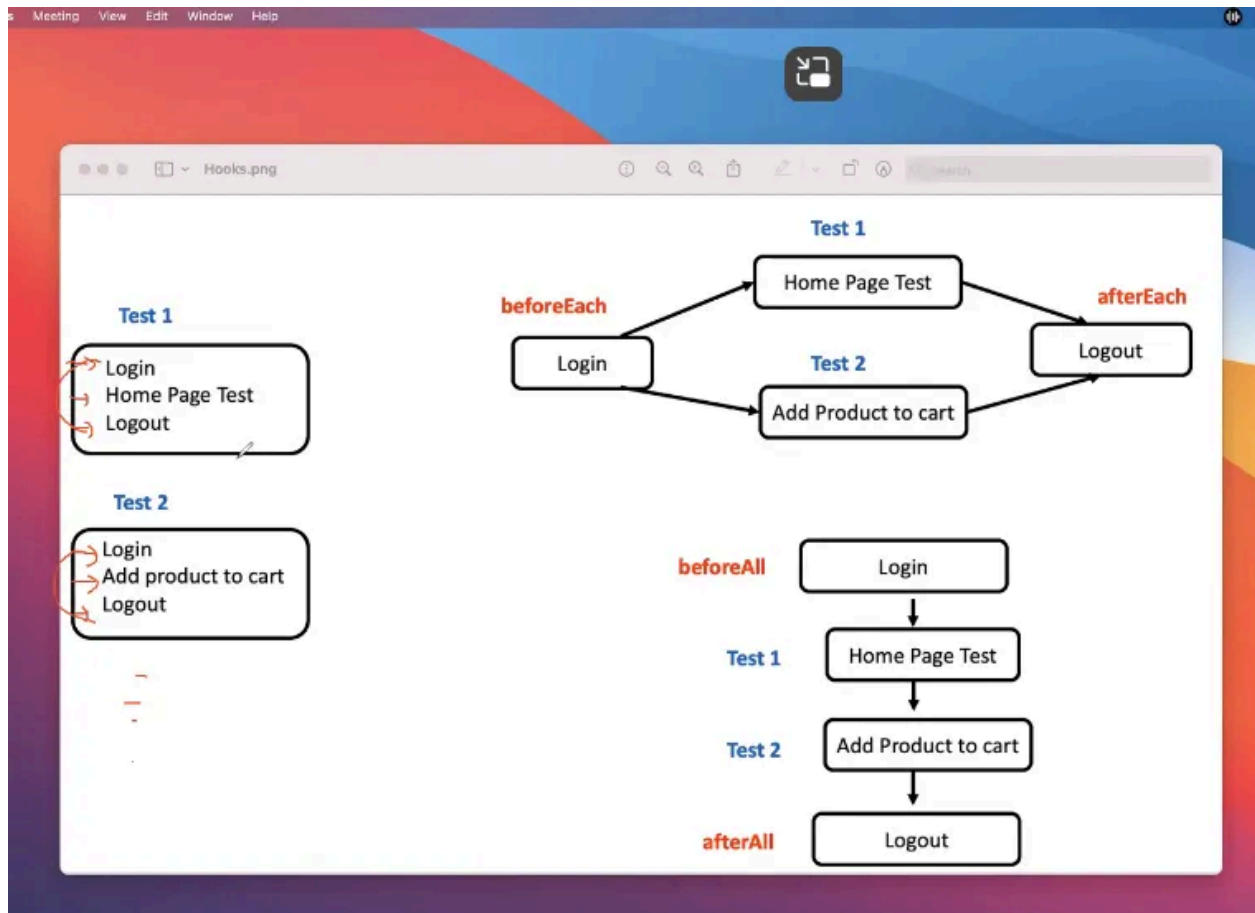 Meeting View Edit Window Help
Hooks.png
Search
Test 1
Login
Home Page Test
Logout
Test 2
Login
Add product to cart
Logout
Test 1
Home Page Test
beforeEach
afterEach
Login
Logout
Test 2
Add Product to cart
beforeAll
Login
Test 1
Home Page Test
Test 2
Add Product to cart
afterAll
Logout